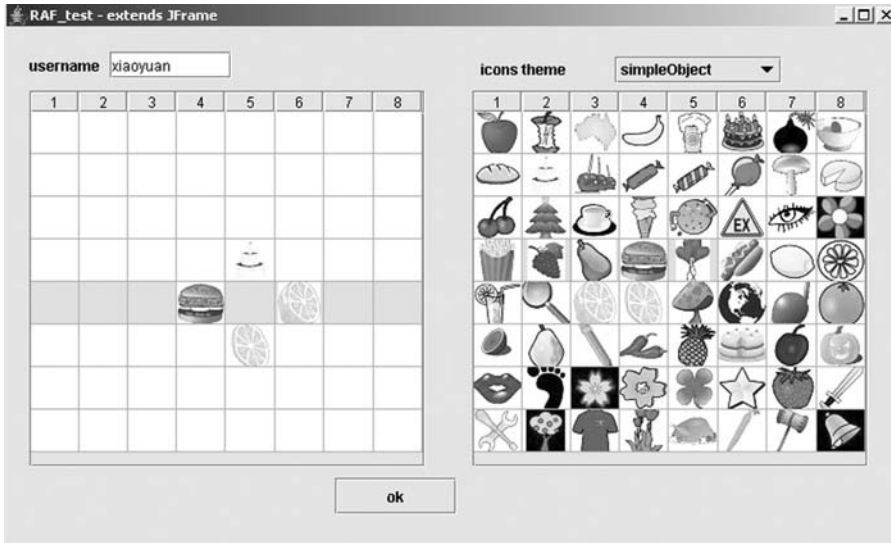 RAF_test - extends JFrame
username xiaoyuan
icons theme simpleObject
1 2 3 4 5 6 7 8
1 2 3 4 5 6 7 8
EX
ok